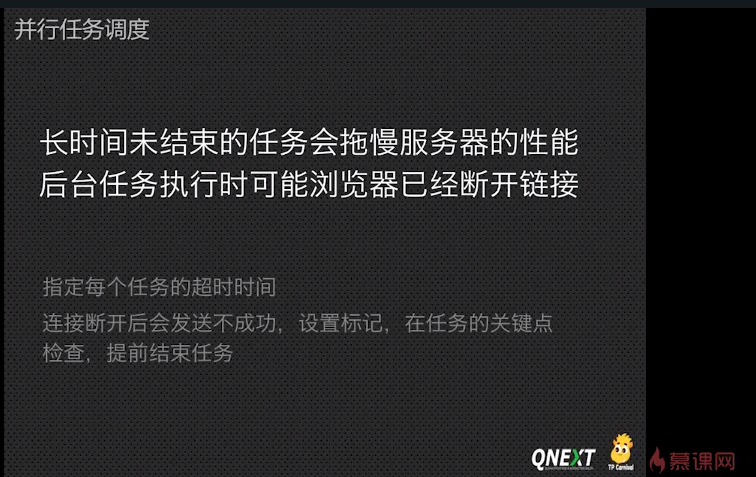 并行任务调度
长时间未结束的任务会拖慢服务器的性能
后台任务执行时可能浏览器已经断开链接
指定每个任务的超时时间
连接断开后会发送不成功，设置标记，在任务的关键点
检查，提前结束任务
QNEXT
TP Carnival
慕课网